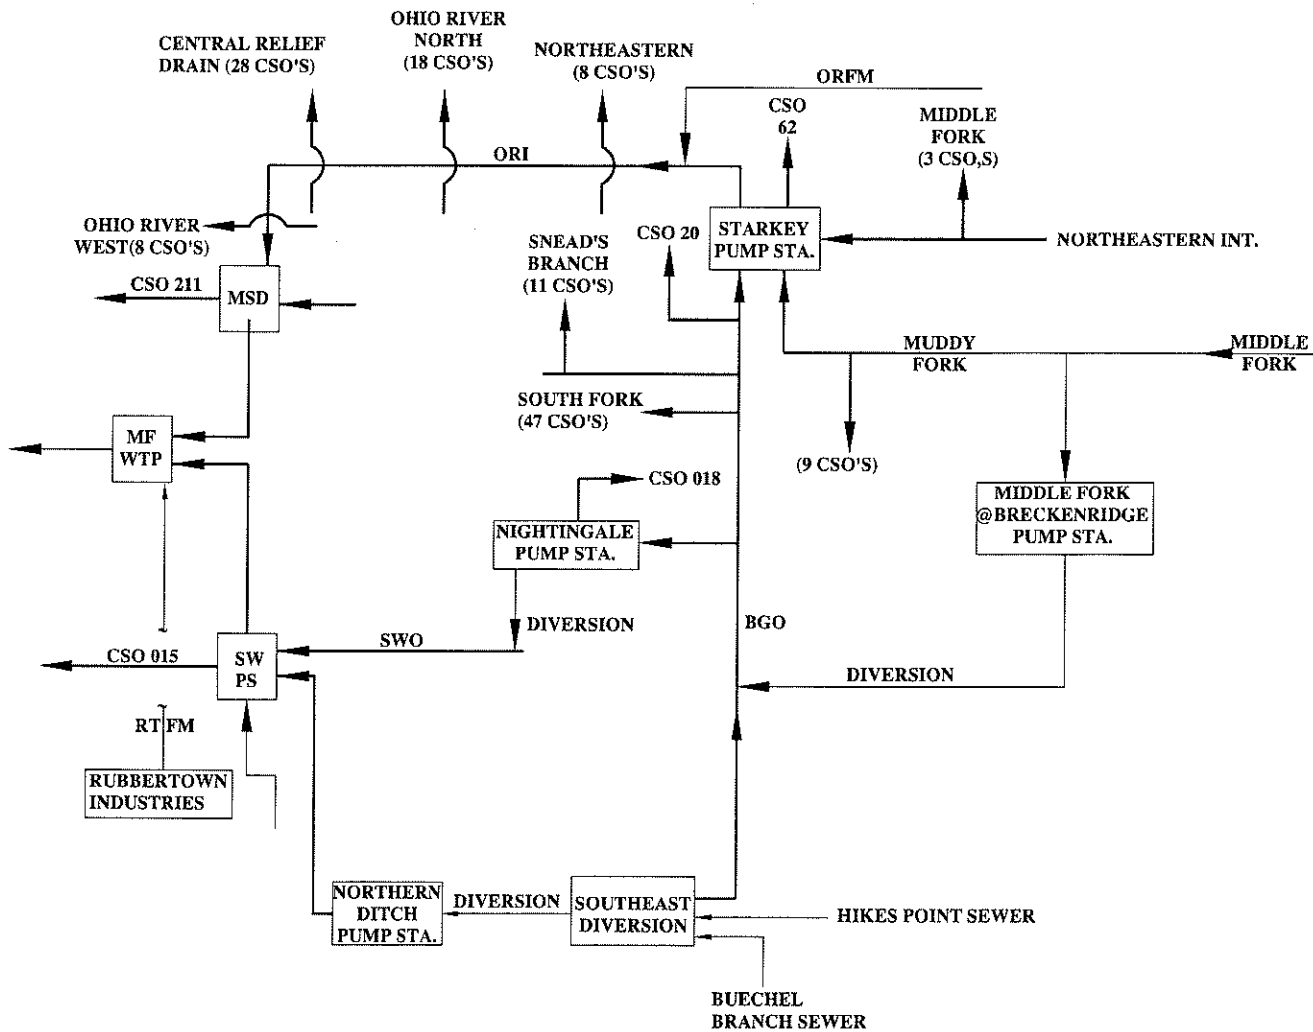 CENTRAL RELIEF
DRAIN (28 CSO'S)
OHIO RIVER
NORTH
(18 CSO'S)
NORTHEASTERN
(8 CSO'S)
ORFM
CSO
62
MIDDLE
FORK
(3 CSO,S)
ORI
OHIO RIVER
WEST(8 CSO'S)
SNEAD'S
BRANCH
(11 CSO'S)
CSO 20
STARKEY
PUMP STA.
NORTHEASTERN INT.
CSO 211
MSD
MUDDY
FORK
MIDDLE
FORK
SOUTH FORK
(47 CSO'S)
MF
WTP
(9 CSO'S)
CSO 018
MIDDLE FORK
@BRECKENRIDGE
PUMP STA.
NIGHTINGALE
PUMP STA.
DIVERSION
BGO
SWO
CSO 015
SW
PS
DIVERSION
RT FM
RUBBERTOWN
INDUSTRIES
NORTHERN
DITCH
PUMP STA.
DIVERSION
SOUTHEAST
DIVERSION
HIKES POINT SEWER
BUECHEL
BRANCH SEWER